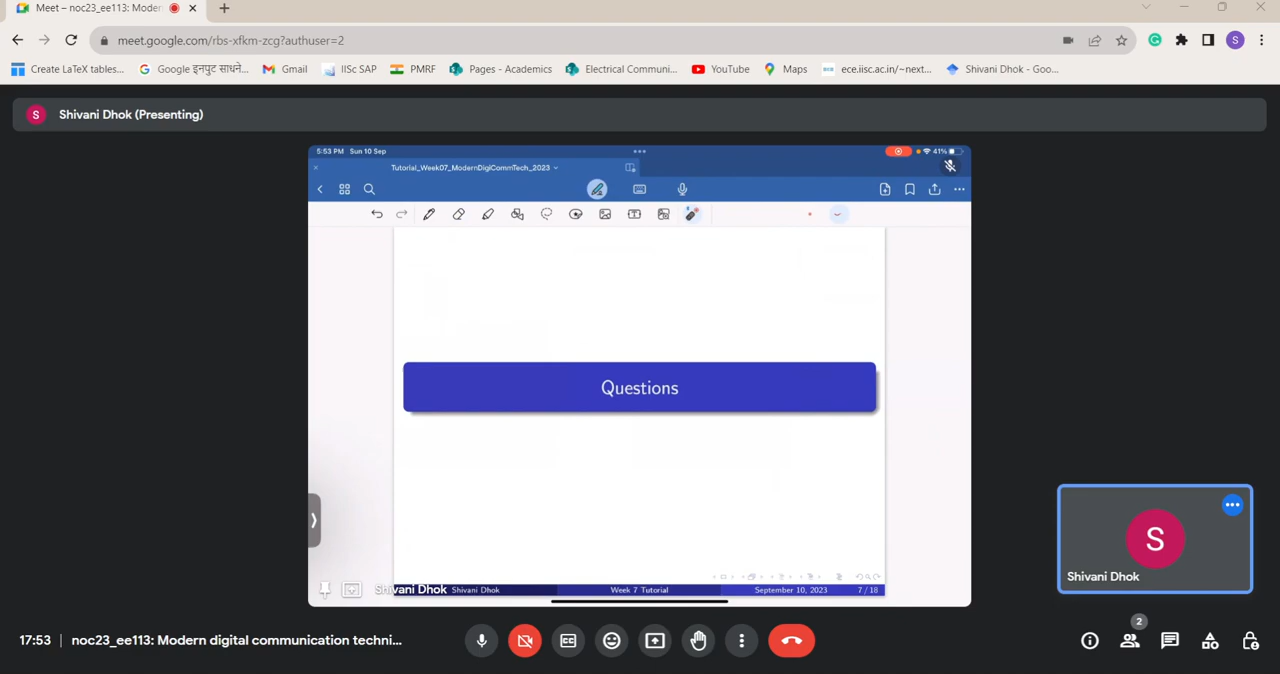 Meet – noc23_ee113: Modern
meet.google.com/rbs-xfkm-zcg?authuser=2
S
Create LaTeX tables...
Google इनपुट साधने...
Gmail
IISc SAP
PMRF
Pages - Academics
Electrical Communi...
YouTube
Maps
ece.iisc.ac.in/~next...
Shivani Dhok - Goo...
S Shivani Dhok (Presenting)
5:53 PM Sun 10 Sep
41%
Tutorial_Week07_ModernDigiCommTech_2023
Questions
Shivani Dhok
Shivani Dhok
Week 7 Tutorial
September 10, 2023
7 / 18
S
Shivani Dhok
17:53
noc23_ee113: Modern digital communication techni...
2